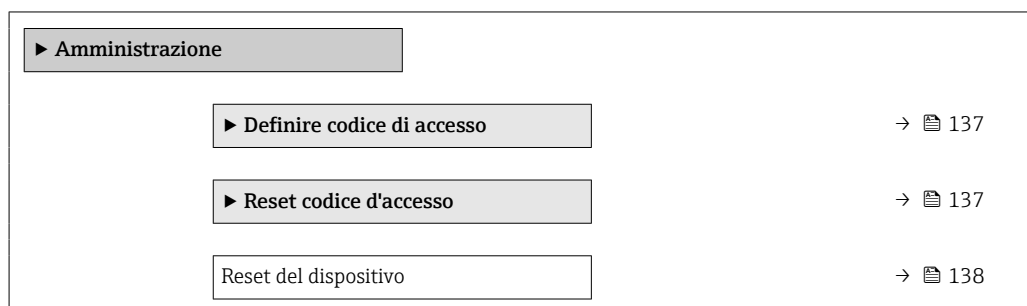 ▶ Amministrazione
▶ Definire codice di accesso → 137
▶ Reset codice d'accesso → 137
Reset del dispositivo → 138